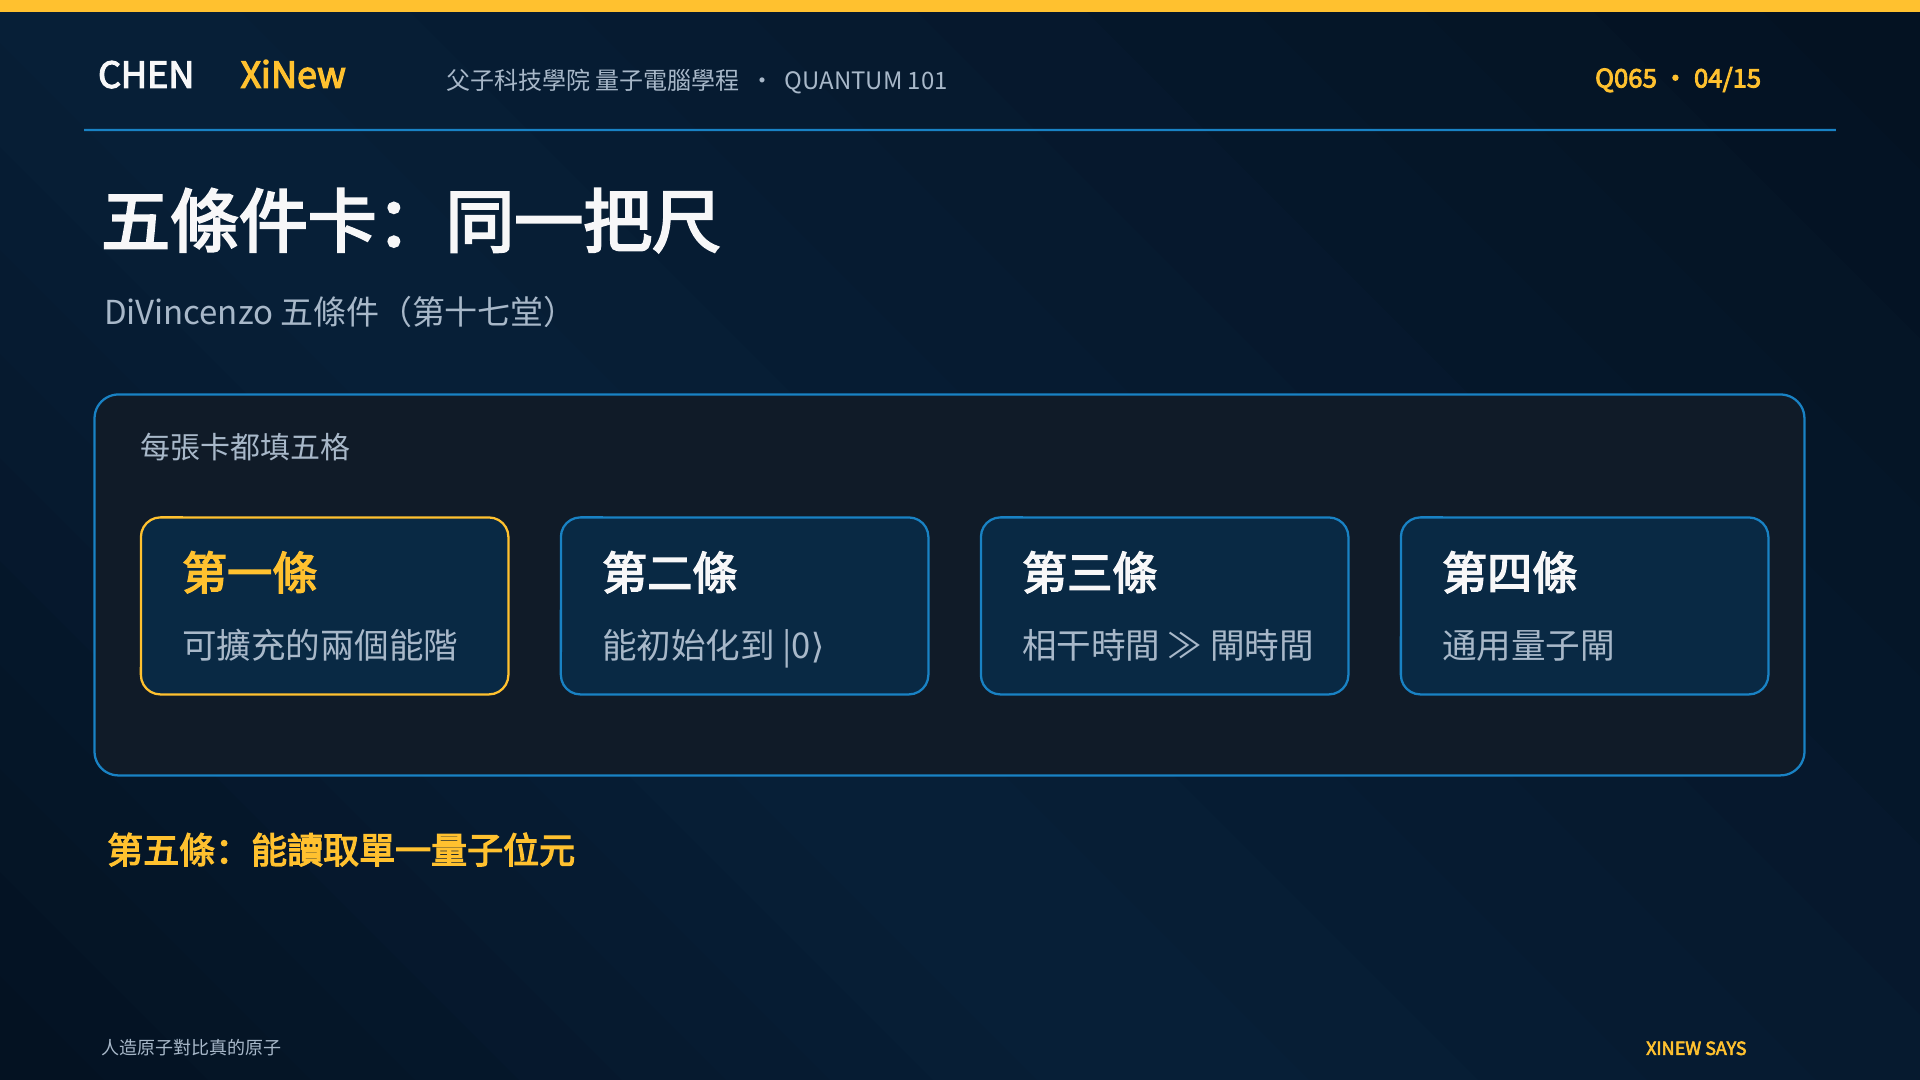 CHEN XiNew 父子科技學院 量子電腦學程 · QUANTUM 101 Q065 · 04/15
五條件卡：同一把尺
DiVincenzo 五條件（第十七堂）
每張卡都填五格
第一條
可擴充的兩個能階
第二條
能初始化到 |0⟩
第三條
相干時間 ≫ 閘時間
第四條
通用量子閘
第五條：能讀取單一量子位元
人造原子對比真的原子 XINEW SAYS